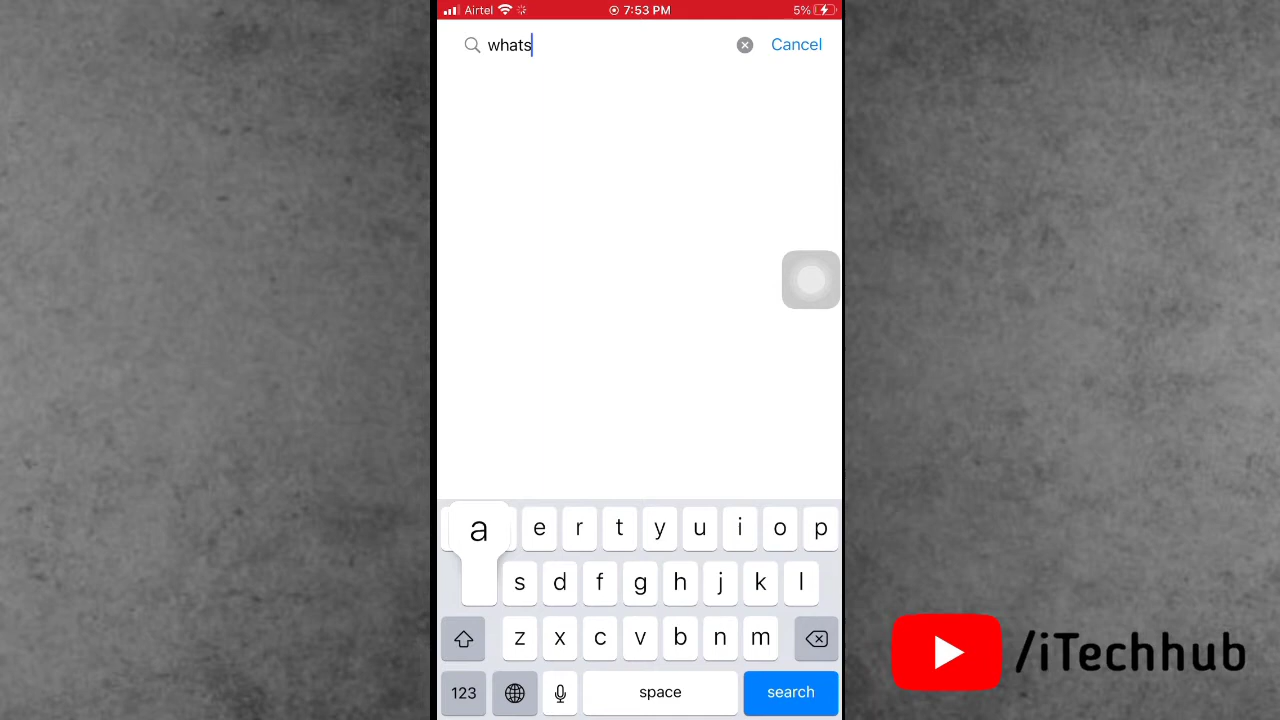 Airtel 7:53 PM 5%
whats Cancel
a e r t y u i o p
s d f g h j k l
z x c v b n m
123 space search
/iTechhub